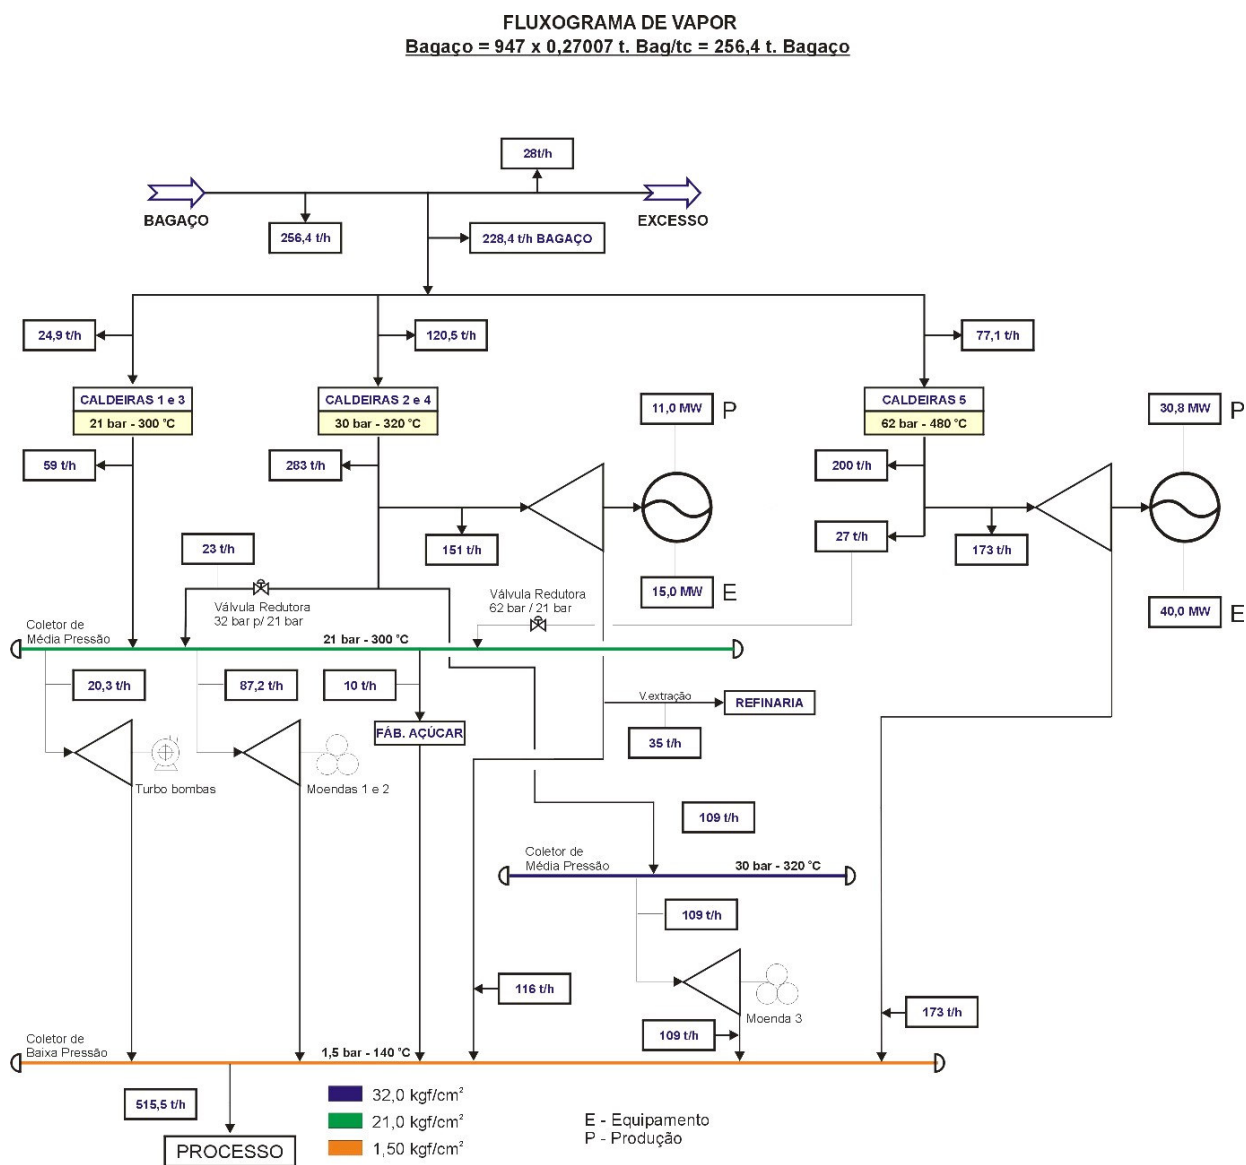 FLUXOGRAMA DE VAPOR
Bagaço = 947 x 0,27007 t. Bag/tc = 256,4 t. Bagaço
28t/h
BAGAÇO
EXCESSO
256,4 t/h
228,4 t/h BAGAÇO
24,9 t/h
120,5 t/h
77,1 t/h
CALDEIRAS 1 e 3
21 bar - 300 °C
CALDEIRAS 2 e 4
30 bar - 320 °C
11,0 MW
P
CALDEIRAS 5
62 bar - 480 °C
30,8 MW
P
59 t/h
283 t/h
200 t/h
23 t/h
151 t/h
27 t/h
173 t/h
15,0 MW
E
40,0 MW
E
Válvula Redutora
32 bar p/ 21 bar
Válvula Redutora
62 bar / 21 bar
Coletor de
Média Pressão
21 bar - 300 °C
20,3 t/h
87,2 t/h
10 t/h
V.extração
REFINARIA
35 t/h
FÁB. AÇÚCAR
Turbo bombas
Moendas 1 e 2
109 t/h
Coletor de
Média Pressão
30 bar - 320 °C
109 t/h
116 t/h
Moenda 3
173 t/h
109 t/h
Coletor de
Baixa Pressão
1,5 bar - 140 °C
515,5 t/h
PROCESSO
32,0 kgf/cm²
21,0 kgf/cm²
1,50 kgf/cm²
E - Equipamento
P - Produção